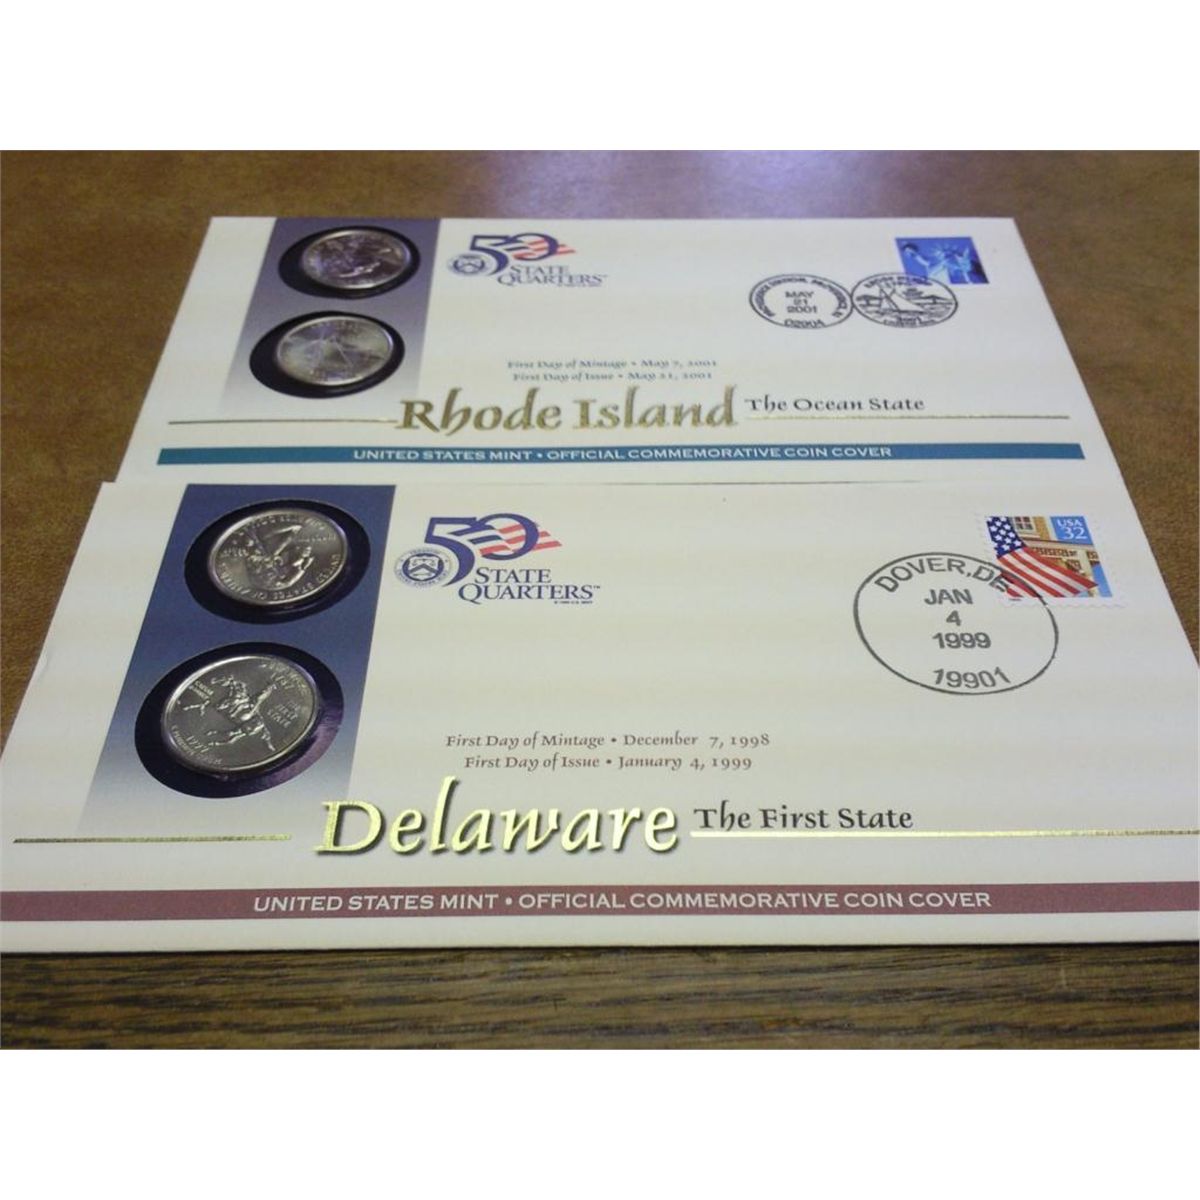 50
STATE
QUARTERS™
MAY
21
2001
02904
First Day of Mintage • May 7, 2001
First Day of Issue • May 21, 2001
Rhode Island The Ocean State
UNITED STATES MINT • OFFICIAL COMMEMORATIVE COIN COVER
50
STATE
QUARTERS™
USA
32
DOVER, DE
JAN
4
1999
19901
First Day of Mintage • December 7, 1998
First Day of Issue • January 4, 1999
Delaware The First State
UNITED STATES MINT • OFFICIAL COMMEMORATIVE COIN COVER